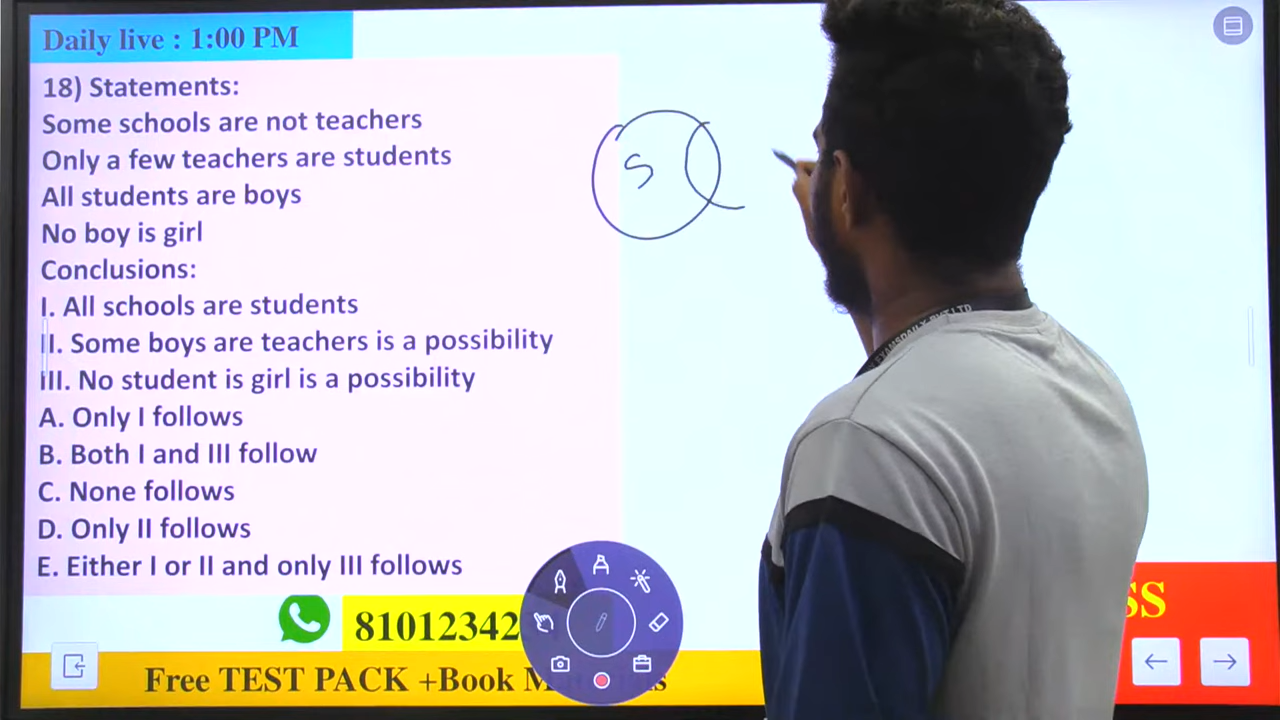 Daily live : 1:00 PM
18) Statements:
Some schools are not teachers
Only a few teachers are students
All students are boys
No boy is girl
Conclusions:
I. All schools are students
II. Some boys are teachers is a possibility
III. No student is girl is a possibility
A. Only I follows
B. Both I and III follow
C. None follows
D. Only II follows
E. Either I or II and only III follows
S
81012342
Free TEST PACK +Book